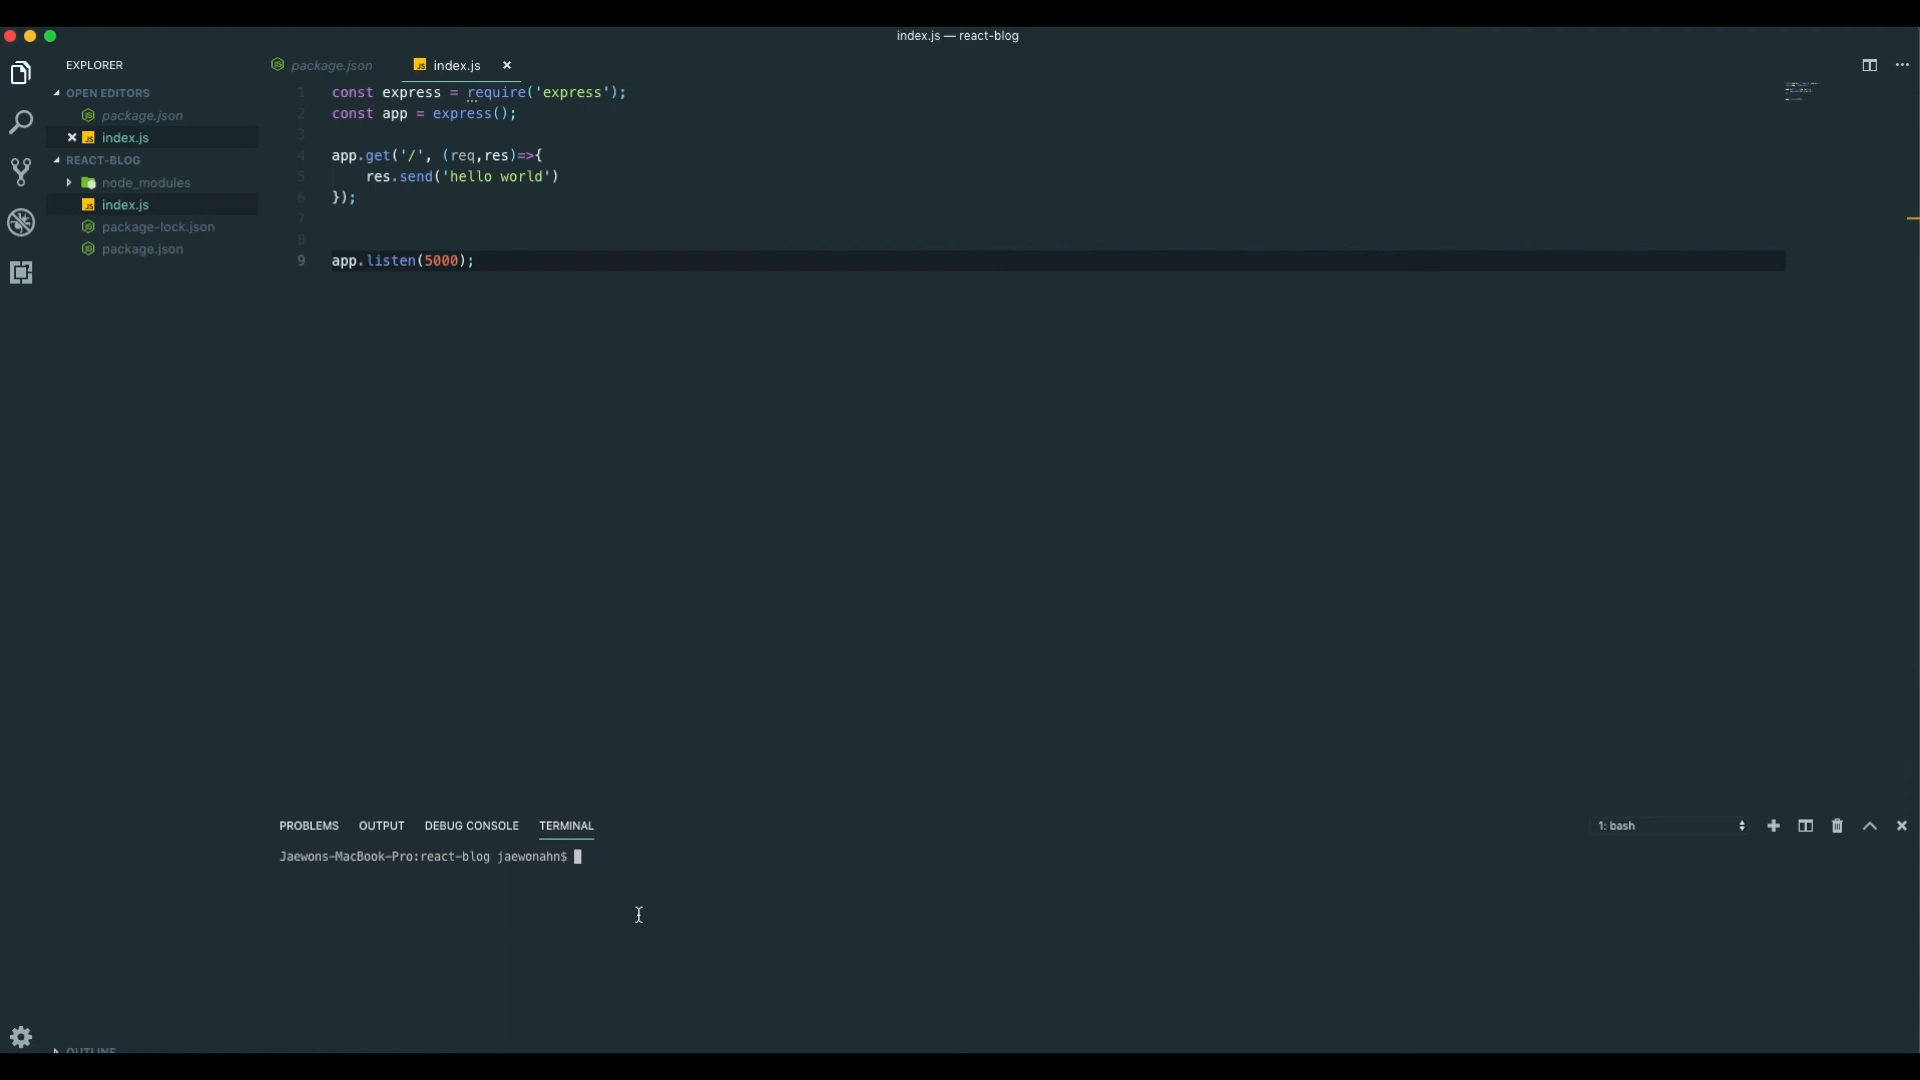 index.js — react-blog
EXPLORER
OPEN EDITORS
package.json
index.js
REACT-BLOG
node_modules
index.js
package-lock.json
package.json
OUTLINE
package.json
index.js
1 const express = require('express');
2 const app = express();
3
4 app.get('/', (req,res)=>{
5 res.send('hello world')
6 });
7
8
9 app.listen(5000);
PROBLEMS OUTPUT DEBUG CONSOLE TERMINAL
1: bash
Jaewons-MacBook-Pro:react-blog jaewonahn$